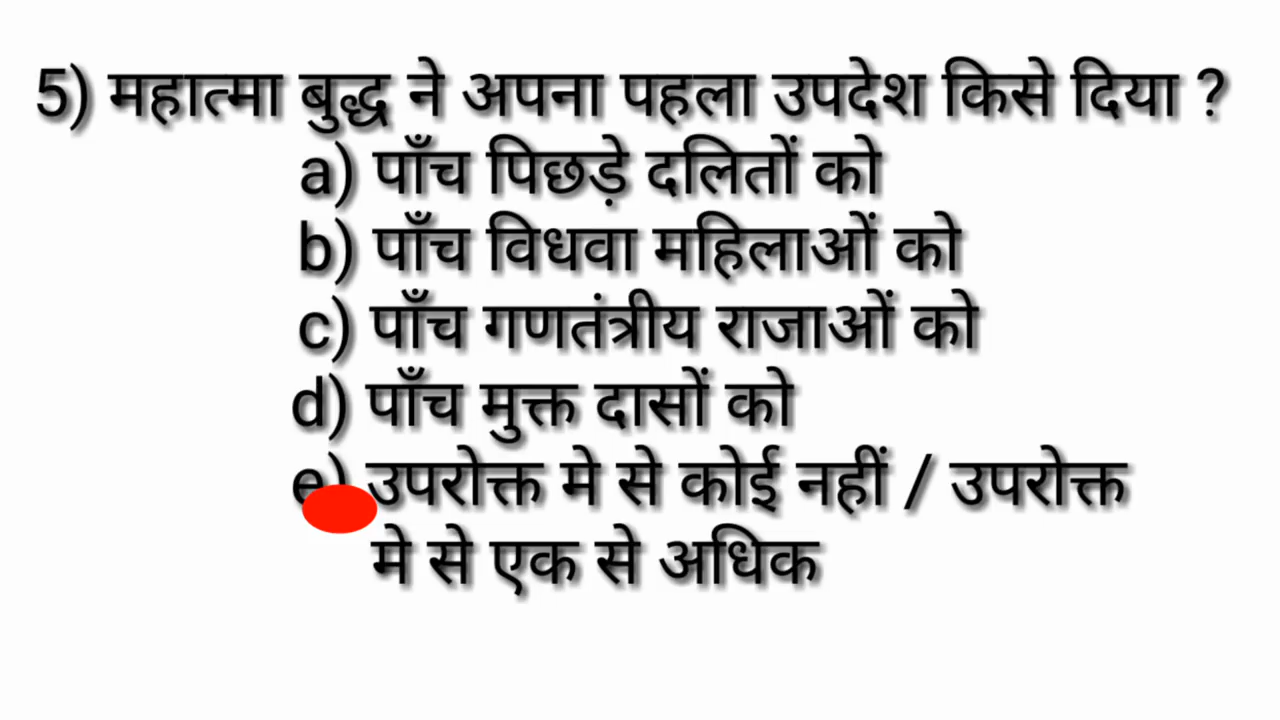 5) महात्मा बुद्ध ने अपना पहला उपदेश किसे दिया ?
a) पाँच पिछड़े दलितों को
b) पाँच विधवा महिलाओं को
c) पाँच गणतंत्रीय राजाओं को
d) पाँच मुक्त दासों को
e) उपरोक्त मे से कोई नहीं / उपरोक्त
मे से एक से अधिक